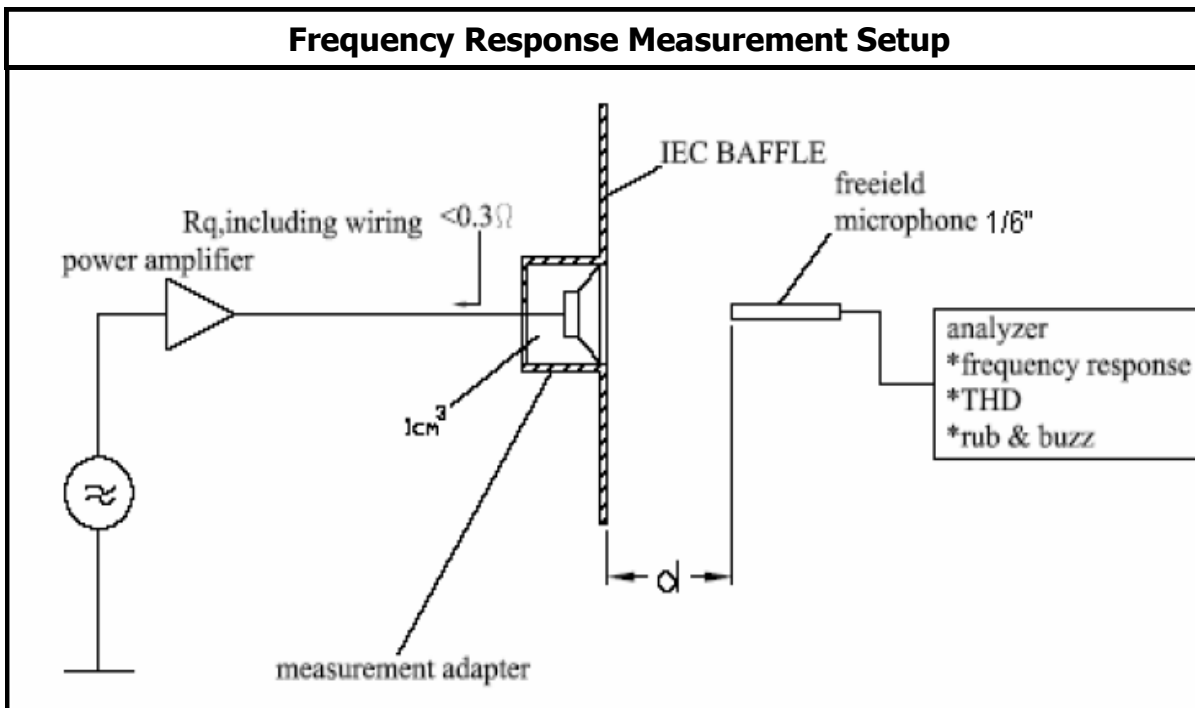 Frequency Response Measurement Setup
IEC BAFFLE
freeield
microphone 1/6"
Rq,including wiring <0.3Ω
power amplifier
analyzer
*frequency response
*THD
*rub & buzz
1cm³
d
measurement adapter